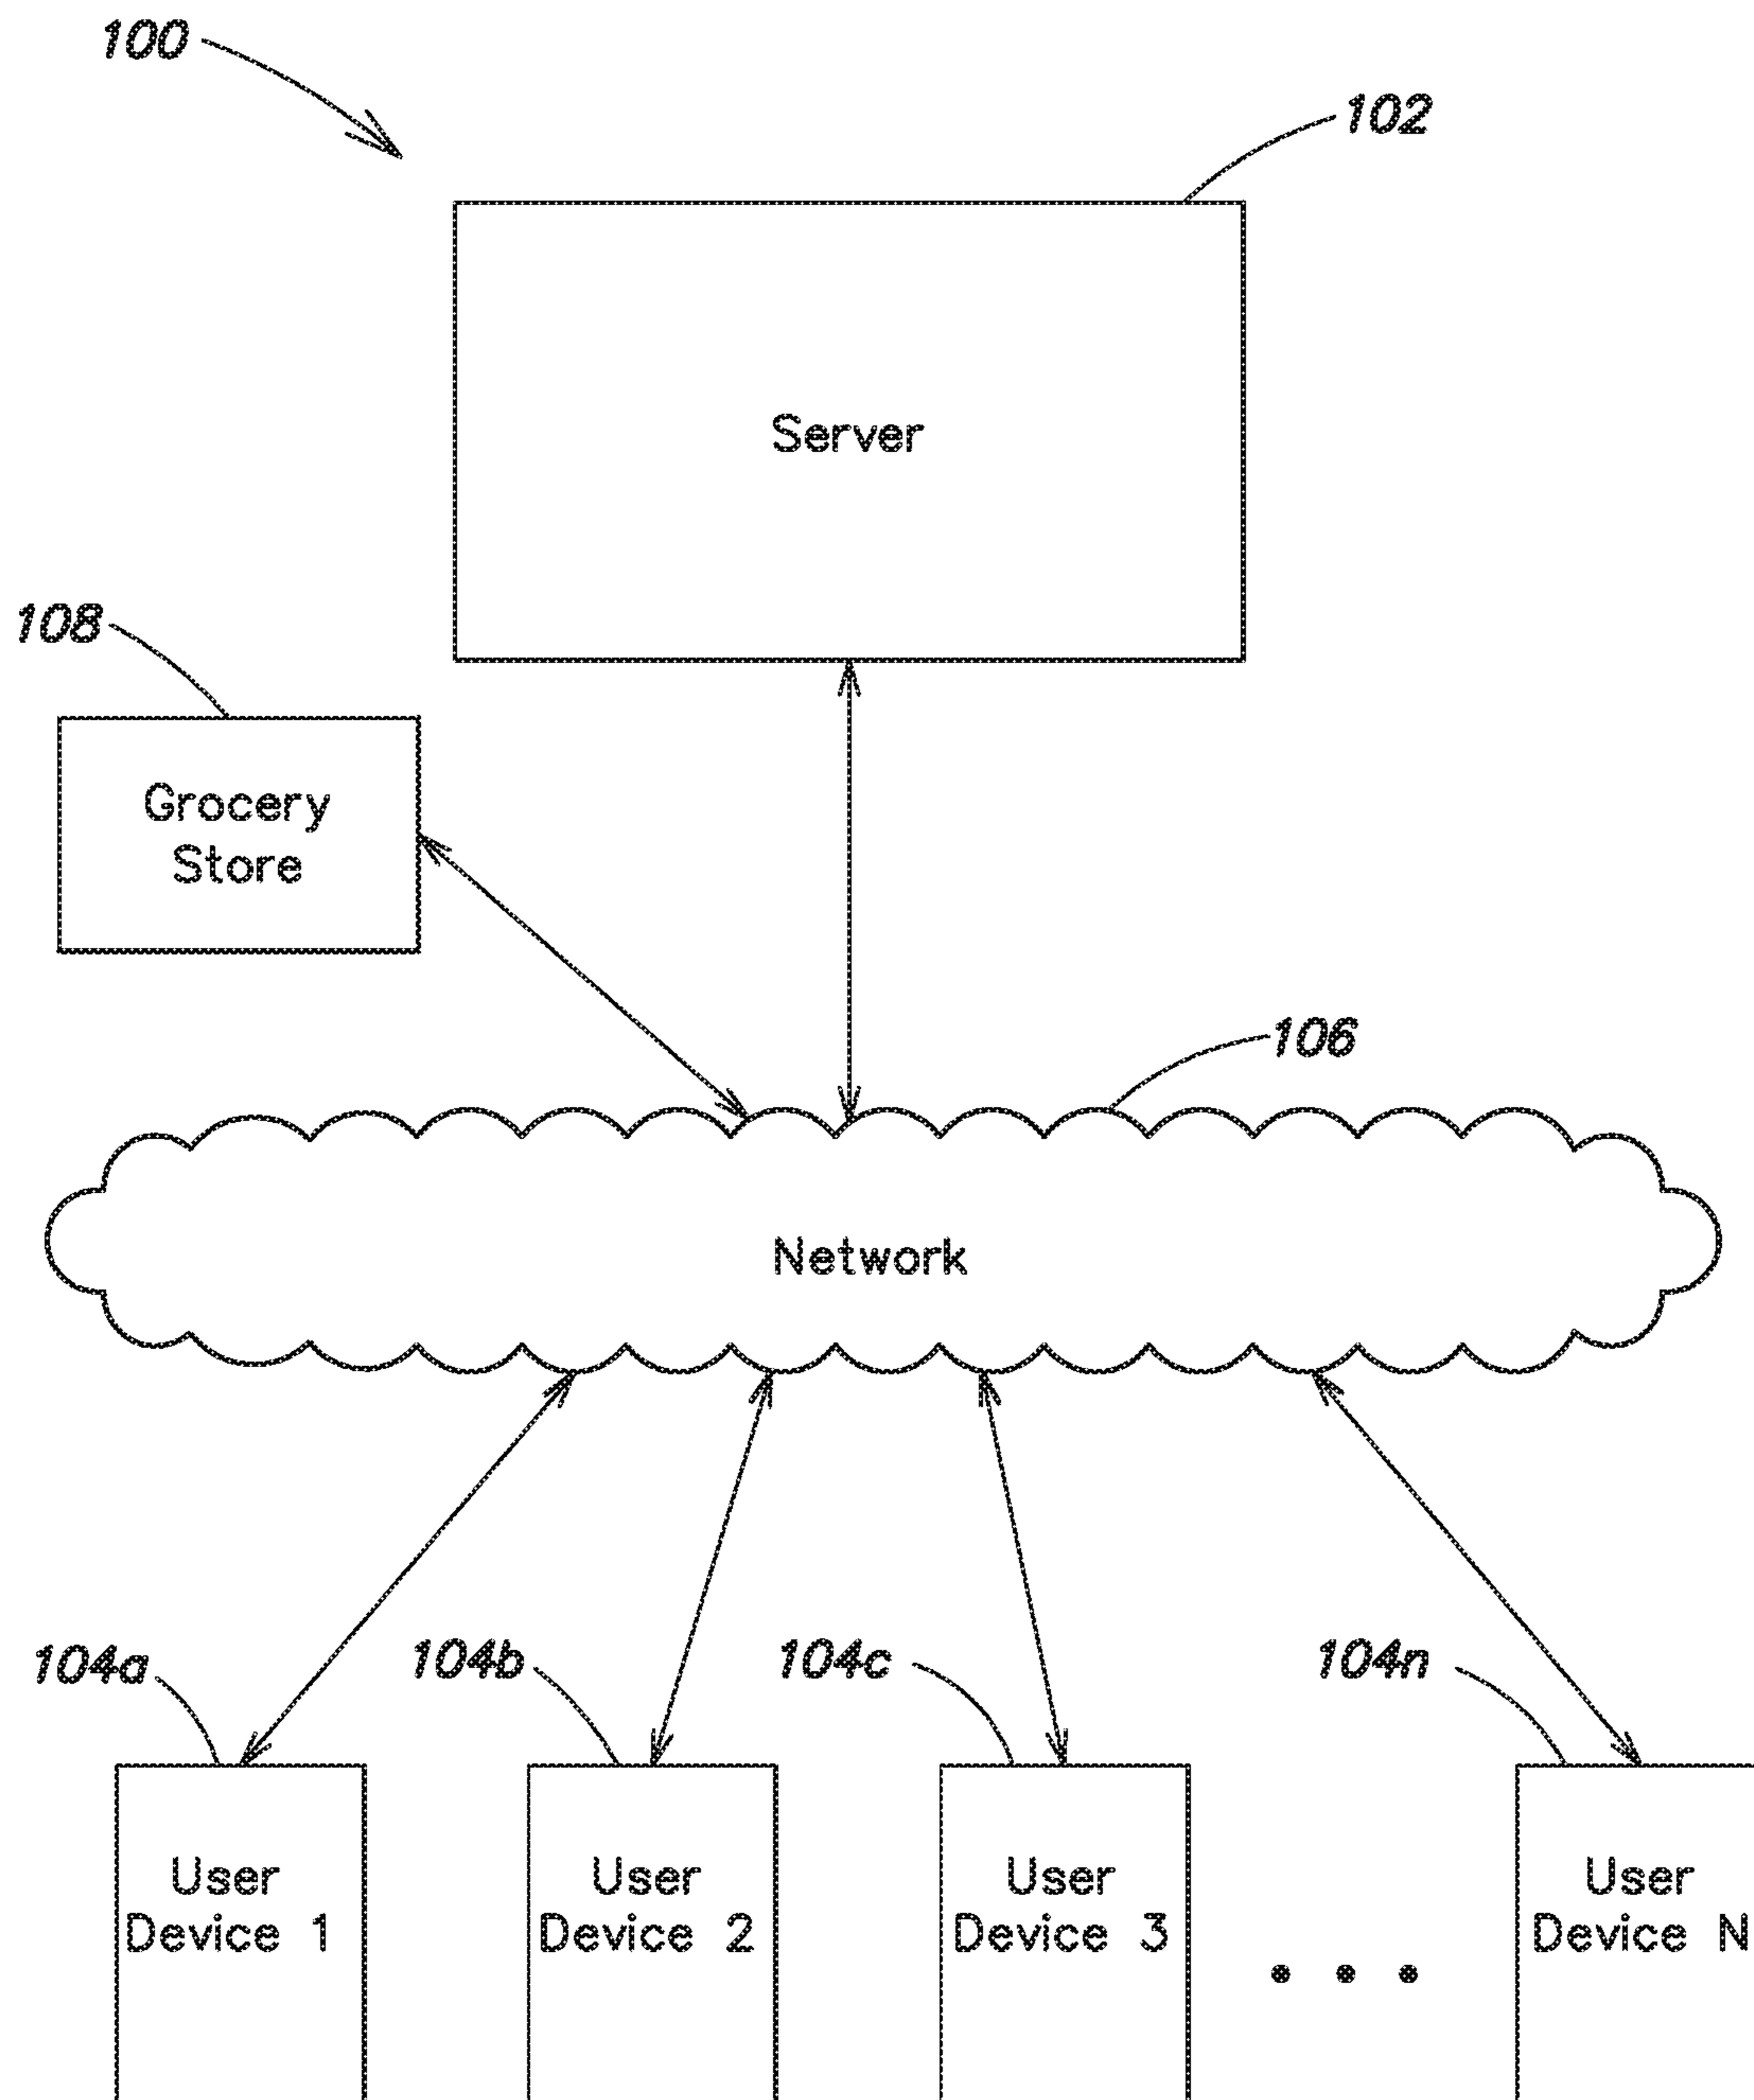 100
102
Server
108
Grocery
Store
106
Network
104a
104b
104c
104n
User
Device 1
User
Device 2
User
Device 3
User
Device N